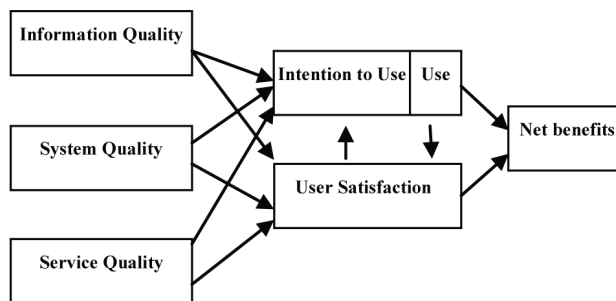 Information Quality
Intention to Use
Use
System Quality
Net benefits
User Satisfaction
Service Quality